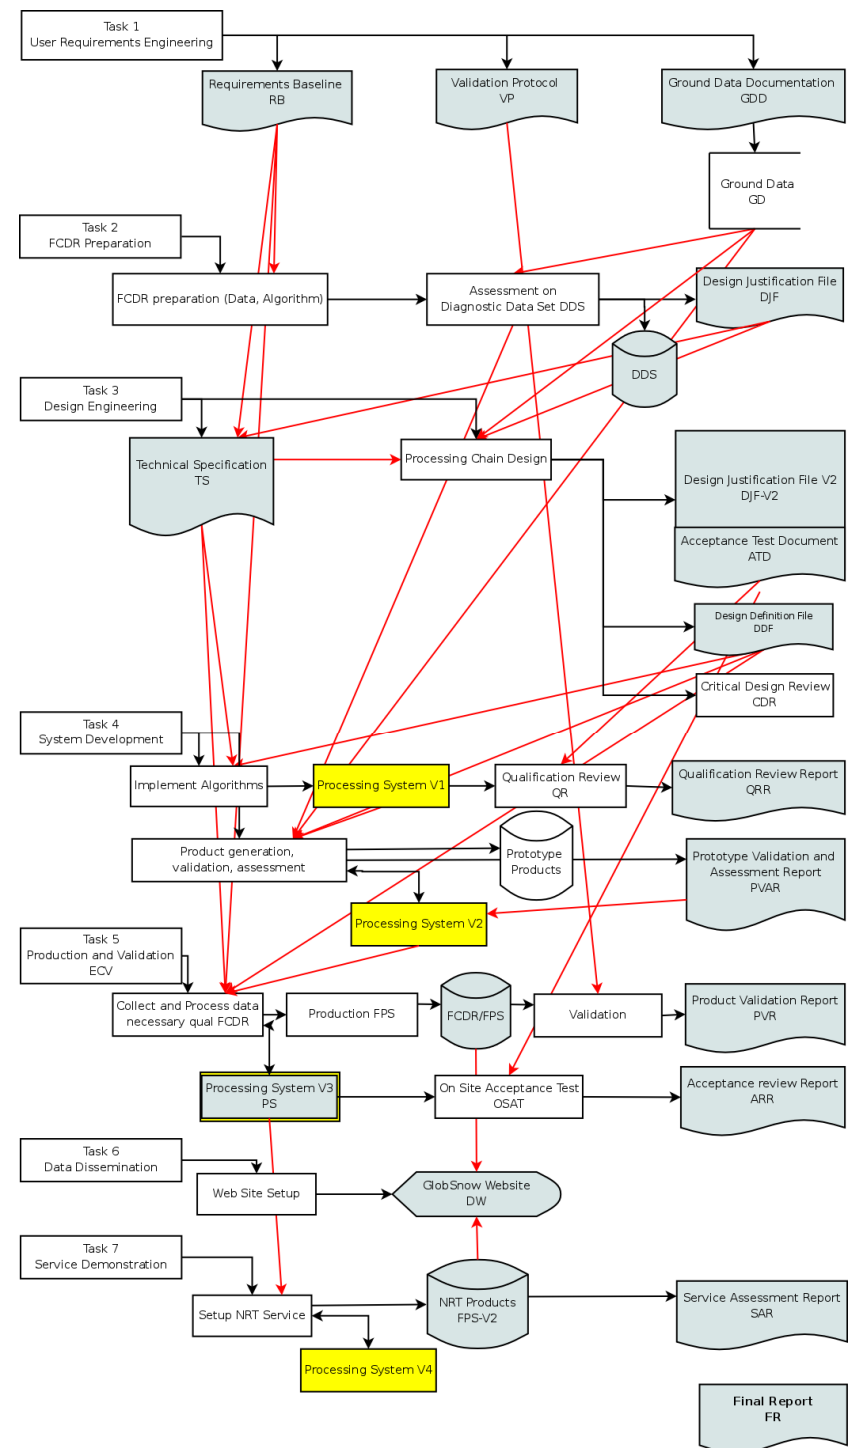 Task 1
User Requirements Engineering
Requirements Baseline
RB
Validation Protocol
VP
Ground Data Documentation
GDD
Ground Data
GD
Task 2
FCDR Preparation
FCDR preparation (Data, Algorithm)
Assessment on
Diagnostic Data Set DDS
Design Justification File
DJF
DDS
Task 3
Design Engineering
Technical Specification
TS
Processing Chain Design
Design Justification File V2
DJF-V2
Acceptance Test Document
ATD
Design Definition File
DDF
Critical Design Review
CDR
Task 4
System Development
Implement Algorithms
Processing System V1
Qualification Review
QR
Qualification Review Report
QRR
Product generation,
validation, assessment
Prototype
Products
Prototype Validation and
Assessment Report
PVAR
Processing System V2
Task 5
Production and Validation
ECV
Collect and Process data
necessary qual FCDR
Production FPS
FCDR/FPS
Validation
Product Validation Report
PVR
Processing System V3
PS
On Site Acceptance Test
OSAT
Acceptance review Report
ARR
Task 6
Data Dissemination
Web Site Setup
GlobSnow Website
DW
Task 7
Service Demonstration
Setup NRT Service
NRT Products
FPS-V2
Service Assessment Report
SAR
Processing System V4
Final Report
FR